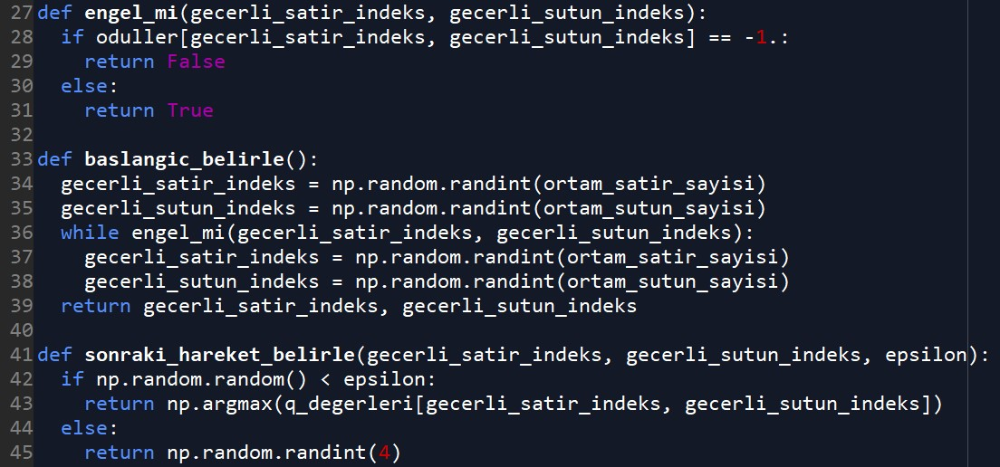 27 def engel_mi(gecerli_satir_indeks, gecerli_sutun_indeks):
28   if oduller[gecerli_satir_indeks, gecerli_sutun_indeks] == -1.:
29     return False
30   else:
31     return True
32
33 def baslangic_belirle():
34   gecerli_satir_indeks = np.random.randint(ortam_satir_sayisi)
35   gecerli_sutun_indeks = np.random.randint(ortam_sutun_sayisi)
36   while engel_mi(gecerli_satir_indeks, gecerli_sutun_indeks):
37     gecerli_satir_indeks = np.random.randint(ortam_satir_sayisi)
38     gecerli_sutun_indeks = np.random.randint(ortam_sutun_sayisi)
39   return gecerli_satir_indeks, gecerli_sutun_indeks
40
41 def sonraki_hareket_belirle(gecerli_satir_indeks, gecerli_sutun_indeks, epsilon):
42   if np.random.random() < epsilon:
43     return np.argmax(q_degerleri[gecerli_satir_indeks, gecerli_sutun_indeks])
44   else:
45     return np.random.randint(4)